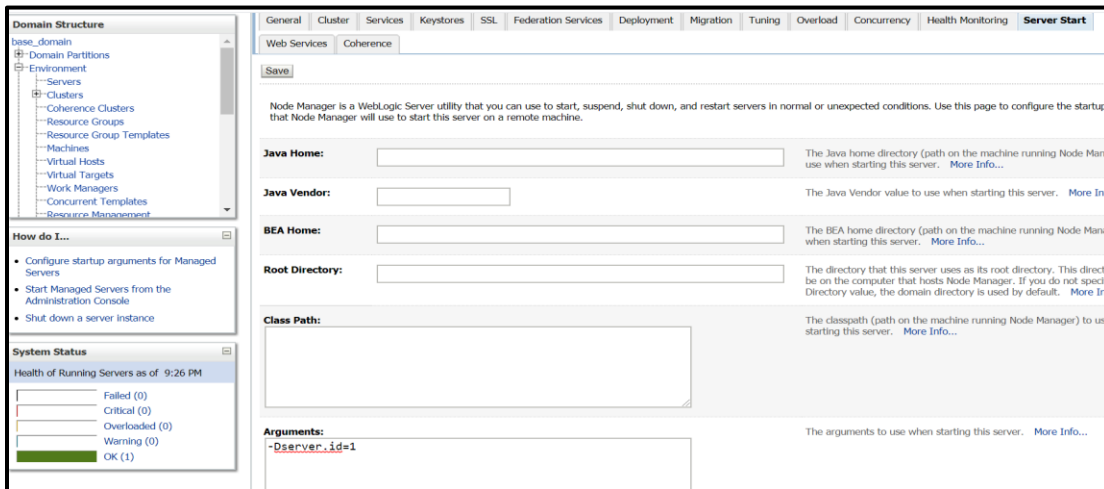 Domain Structure
base_domain
Domain Partitions
Environment
Servers
Clusters
Coherence Clusters
Resource Groups
Resource Group Templates
Machines
Virtual Hosts
Virtual Targets
Work Managers
Concurrent Templates
Resource Management
How do I...
Configure startup arguments for Managed
Servers
Start Managed Servers from the
Administration Console
Shut down a server instance
System Status
Health of Running Servers as of 9:26 PM
Failed (0)
Critical (0)
Overloaded (0)
Warning (0)
OK (1)
General Cluster Services Keystores SSL Federation Services Deployment Migration Tuning Overload Concurrency Health Monitoring Server Start
Web Services Coherence
Save
Node Manager is a WebLogic Server utility that you can use to start, suspend, shut down, and restart servers in normal or unexpected conditions. Use this page to configure the startup
that Node Manager will use to start this server on a remote machine.
Java Home:
The Java home directory (path on the machine running Node Man
use when starting this server. More Info...
Java Vendor:
The Java Vendor value to use when starting this server. More In
BEA Home:
The BEA home directory (path on the machine running Node Mana
when starting this server. More Info...
Root Directory:
The directory that this server uses as its root directory. This direct
be on the computer that hosts Node Manager. If you do not speci
Directory value, the domain directory is used by default. More In
Class Path:
The classpath (path on the machine running Node Manager) to us
starting this server. More Info...
Arguments:
-Dserver.id=1
The arguments to use when starting this server. More Info...